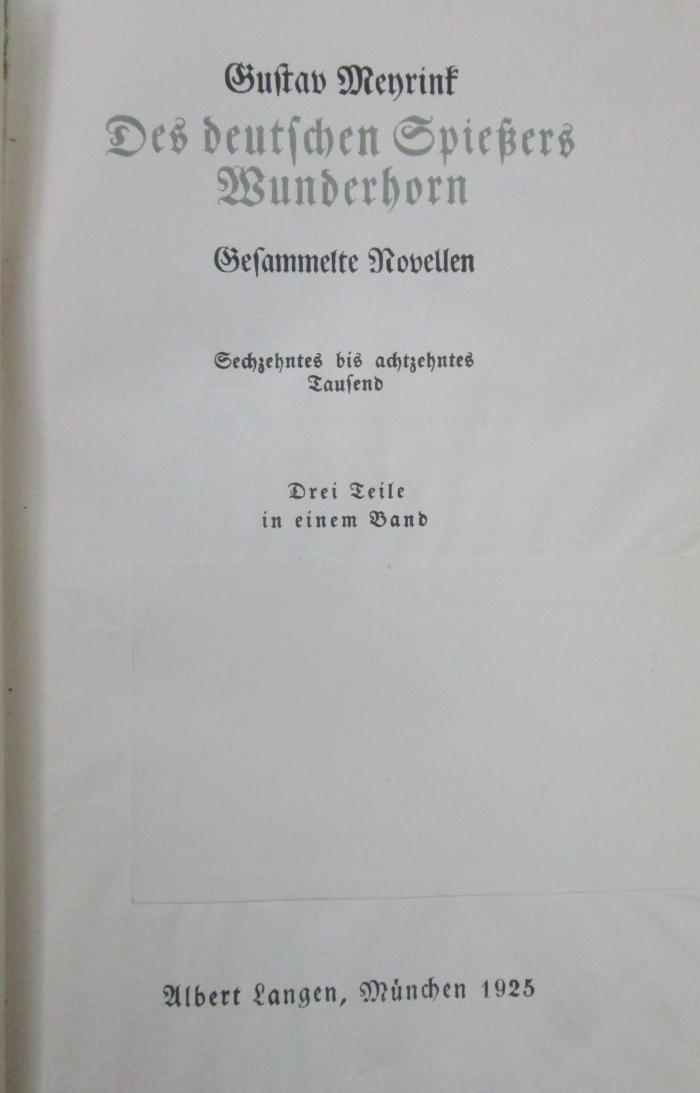 Gustav Meyrink
Des deutschen Spießers
Wunderhorn
Gesammelte Novellen
Sechzehntes bis achtzehntes
Tausend
Drei Teile
in einem Band
Albert Langen, München 1925